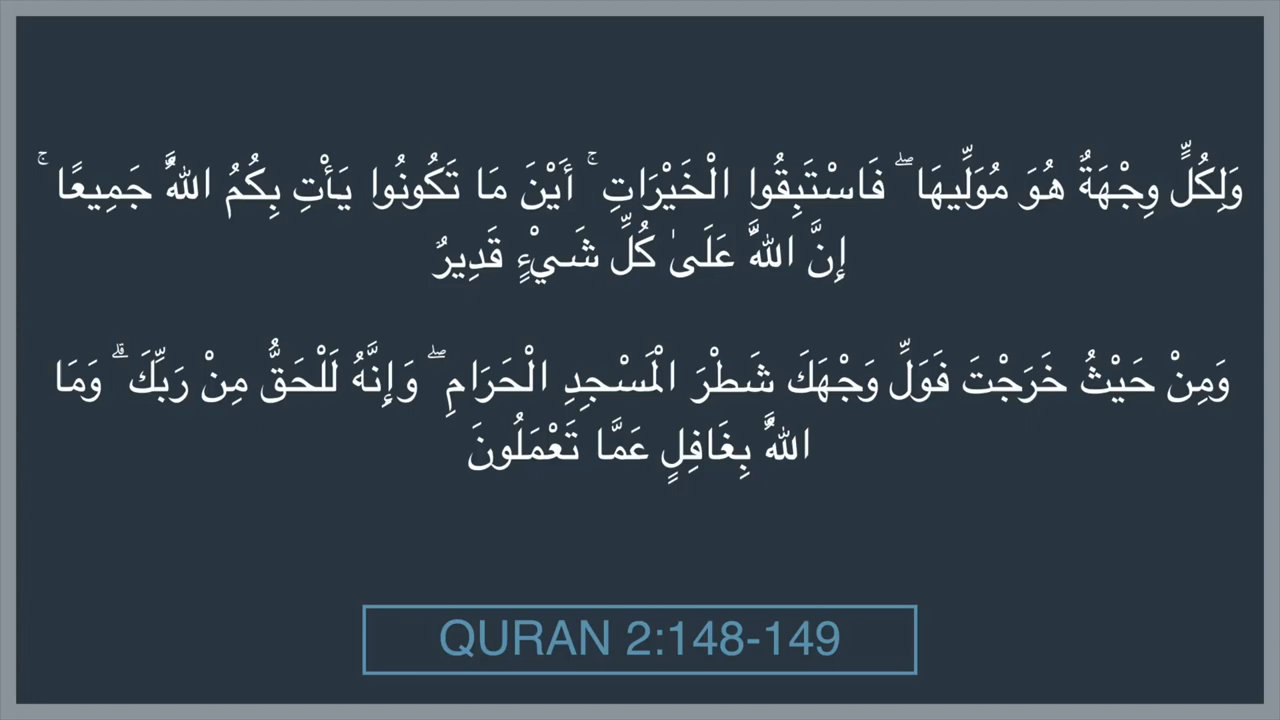 وَلِكُلٍّ وِجْهَةٌ هُوَ مُوَلِّيهَا ۖ فَاسْتَبِقُوا الْخَيْرَاتِ ۚ أَيْنَ مَا تَكُونُوا يَأْتِ بِكُمُ اللَّهُ جَمِيعًا ۚ
إِنَّ اللَّهَ عَلَىٰ كُلِّ شَيْءٍ قَدِيرٌ
وَمِنْ حَيْثُ خَرَجْتَ فَوَلِّ وَجْهَكَ شَطْرَ الْمَسْجِدِ الْحَرَامِ ۖ وَإِنَّهُ لَلْحَقُّ مِنْ رَبِّكَ ۗ وَمَا
اللَّهُ بِغَافِلٍ عَمَّا تَعْمَلُونَ
QURAN 2:148-149